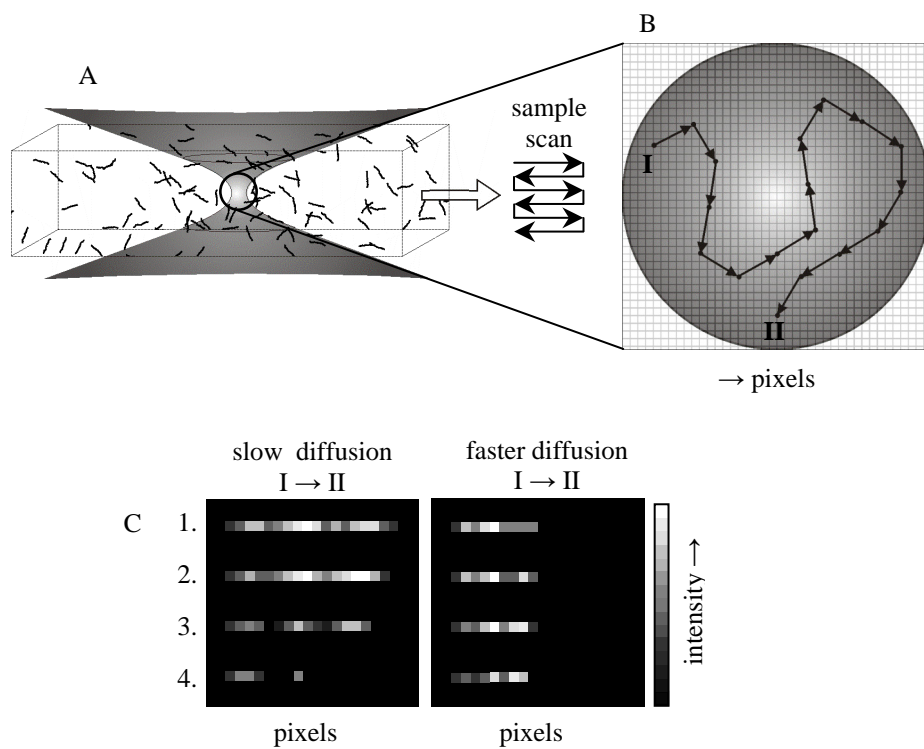 A
B
sample
scan
I
II
→ pixels
slow diffusion
I → II
faster diffusion
I → II
C
1.
2.
3.
4.
intensity →
pixels
pixels